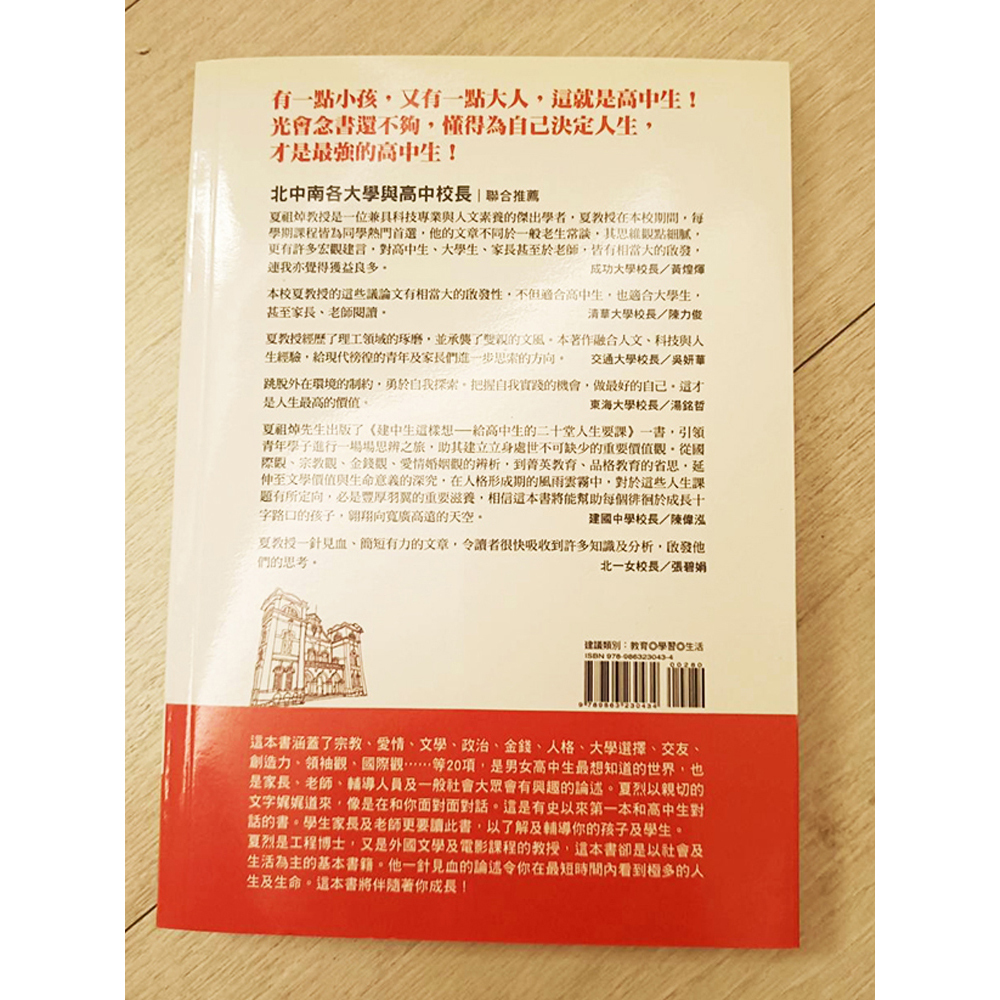 有一點小孩，又有一點大人，這就是高中生！
光會念書還不夠，懂得為自己決定人生，
才是最強的高中生！
北中南各大學與高中校長｜聯合推薦
夏祖焯教授是一位兼具科技專業與人文素養的傑出學者，夏教授在本校期間，每
學期課程皆為同學熱門首選，他的文章不同於一般老生常談，其思維觀點細膩，
更有許多宏觀建言，對高中生、大學生、家長甚至於老師，皆有相當大的啟發，
連我亦覺得獲益良多。 成功大學校長／黃煌煇
本校夏教授的這些議論文有相當大的啟發性，不但適合高中生，也適合大學生，
甚至家長、老師閱讀。 清華大學校長／陳力俊
夏教授經歷了理工領域的琢磨，並承襲了雙親的文風。本著作融合人文、科技與人
生經驗，給現代徬徨的青年及家長們進一步思索的方向。 交通大學校長／吳妍華
跳脫外在環境的制約，勇於自我探索。把握自我實踐的機會，做最好的自己。這才
是人生最高的價值。 東海大學校長／湯銘哲
夏祖焯先生出版了《建中生這樣想──給高中生的二十堂人生要課》一書，引領
青年學子進行一場場思辨之旅，助其建立立身處世不可缺少的重要價值觀。從國
際觀、宗教觀、金錢觀、愛情婚姻觀的辨析，到菁英教育、品格教育的省思，延
伸至文學價值與生命意義的深究，在人格形成期的風雨雲霧中，對於這些人生課
題有所定向，必是豐厚羽翼的重要滋養，相信這本書將能幫助每個徘徊於成長十
字路口的孩子，翱翔向寬廣高遠的天空。 建國中學校長／陳偉泓
夏教授一針見血、簡短有力的文章，令讀者很快吸收到許多知識及分析，啟發他
們的思考。 北一女校長／張碧娟
建議類別：教育●學習●生活
ISBN 978-986323043-4
00280
9 789863 230434
這本書涵蓋了宗教、愛情、文學、政治、金錢、人格、大學選擇、交友、
創造力、領袖觀、國際觀……等20項，是男女高中生最想知道的世界，也
是家長、老師、輔導人員及一般社會大眾會有興趣的論述。夏烈以親切的
文字娓娓道來，像是在和你面對面對話。這是有史以來第一本和高中生對
話的書。學生家長及老師更要讀此書，以了解及輔導你的孩子及學生。
夏烈是工程博士，又是外國文學及電影課程的教授，這本書卻是以社會及
生活為主的基本書籍。他一針見血的論述令你在最短時間內看到極多的人
生及生命。這本書將伴隨著你成長！